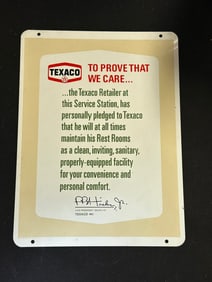 TEXACO
TO PROVE THAT
WE CARE...
...the Texaco Retailer at
this Service Station, has
personally pledged to Texaco
that he will at all times
maintain his Rest Rooms
as a clean, inviting, sanitary,
properly-equipped facility
for your convenience and
personal comfort.
TEXACO INC.